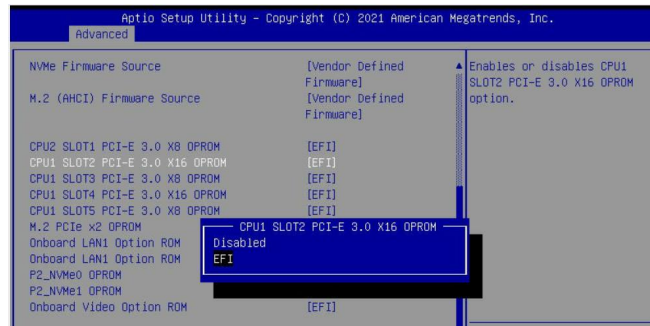 Aptio Setup Utility – Copyright (C) 2021 American Megatrends, Inc.
Advanced
NVMe Firmware Source [Vendor Defined Firmware]
M.2 (AHCI) Firmware Source [Vendor Defined Firmware]
CPU2 SLOT1 PCI-E 3.0 X8 OPROM [EFI]
CPU1 SLOT2 PCI-E 3.0 X16 OPROM [EFI]
CPU1 SLOT3 PCI-E 3.0 X8 OPROM [EFI]
CPU1 SLOT4 PCI-E 3.0 X16 OPROM [EFI]
CPU1 SLOT5 PCI-E 3.0 X8 OPROM [EFI]
M.2 PCIe x2 OPROM
Onboard LAN1 Option ROM
Onboard LAN1 Option ROM
P2_NVMe0 OPROM
P2_NVMe1 OPROM
Onboard Video Option ROM [EFI]
CPU1 SLOT2 PCI-E 3.0 X16 OPROM
Disabled
EFI
Enables or disables CPU1
SLOT2 PCI-E 3.0 X16 OPROM
option.